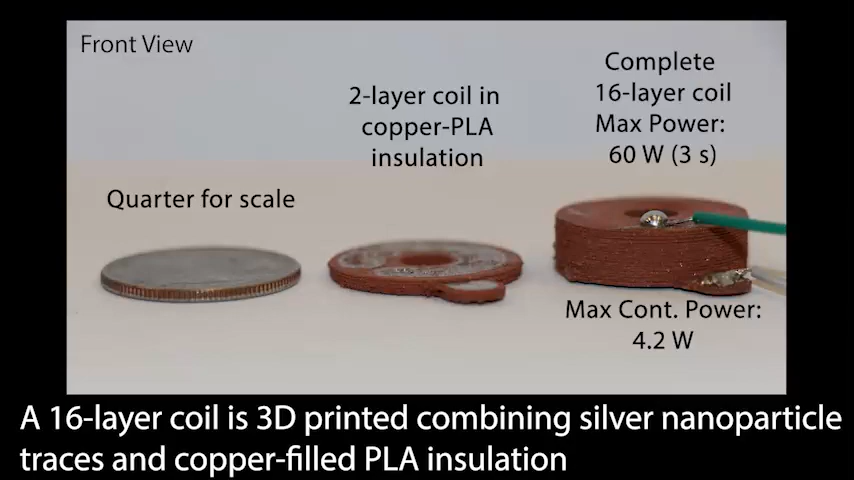 Front View
Complete
16-layer coil
Max Power:
60 W (3 s)
2-layer coil in
copper-PLA
insulation
Quarter for scale
Max Cont. Power:
4.2 W
A 16-layer coil is 3D printed combining silver nanoparticle
traces and copper-filled PLA insulation